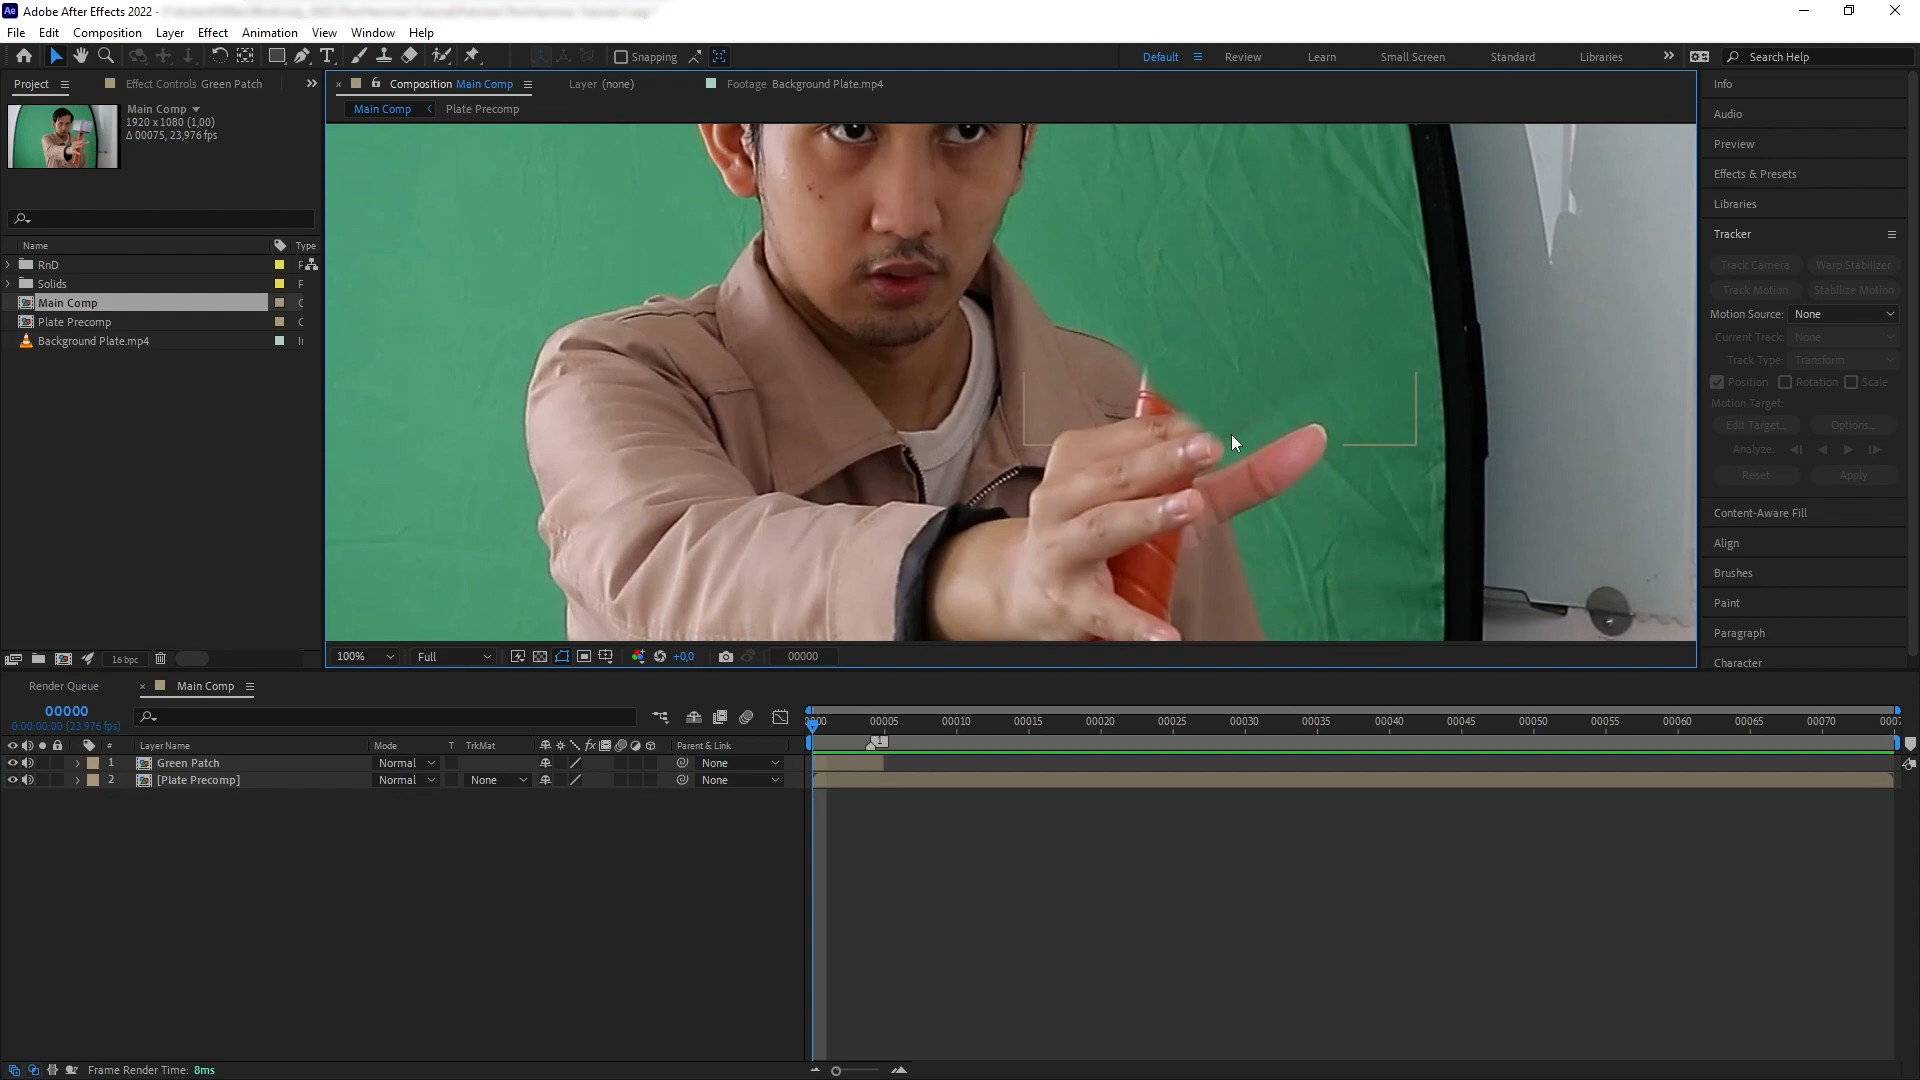 Ae Adobe After Effects 2022 -
File Edit Composition Layer Effect Animation View Window Help
Snapping
Default Review Learn Small Screen Standard Libraries Search Help
Project Effect Controls Green Patch
Main Comp
1920 x 1080 (1,00)
Δ 00075, 23,976 fps
Name Type
RnD F
Solids F
Main Comp C
Plate Precomp C
Background Plate.mp4 I
16 bpc
Composition Main Comp Layer (none) Footage Background Plate.mp4
Main Comp Plate Precomp
100% Full +0,0 00000
Info
Audio
Preview
Effects & Presets
Libraries
Tracker
Track Camera Warp Stabilizer
Track Motion Stabilize Motion
Motion Source: None
Current Track: None
Track Type: Transform
Position Rotation Scale
Motion Target:
Edit Target... Options...
Analyze:
Reset Apply
Content-Aware Fill
Align
Brushes
Paint
Paragraph
Character
Render Queue Main Comp
00000
0:00:00:00 (23.976 fps)
0000 00005 00010 00015 00020 00025 00030 00035 00040 00045 00050 00055 00060 00065 00070 0007
1
# Layer Name Mode T TrkMat fx Parent & Link
1 Green Patch Normal None
2 [Plate Precomp] Normal None None
Frame Render Time: 8ms